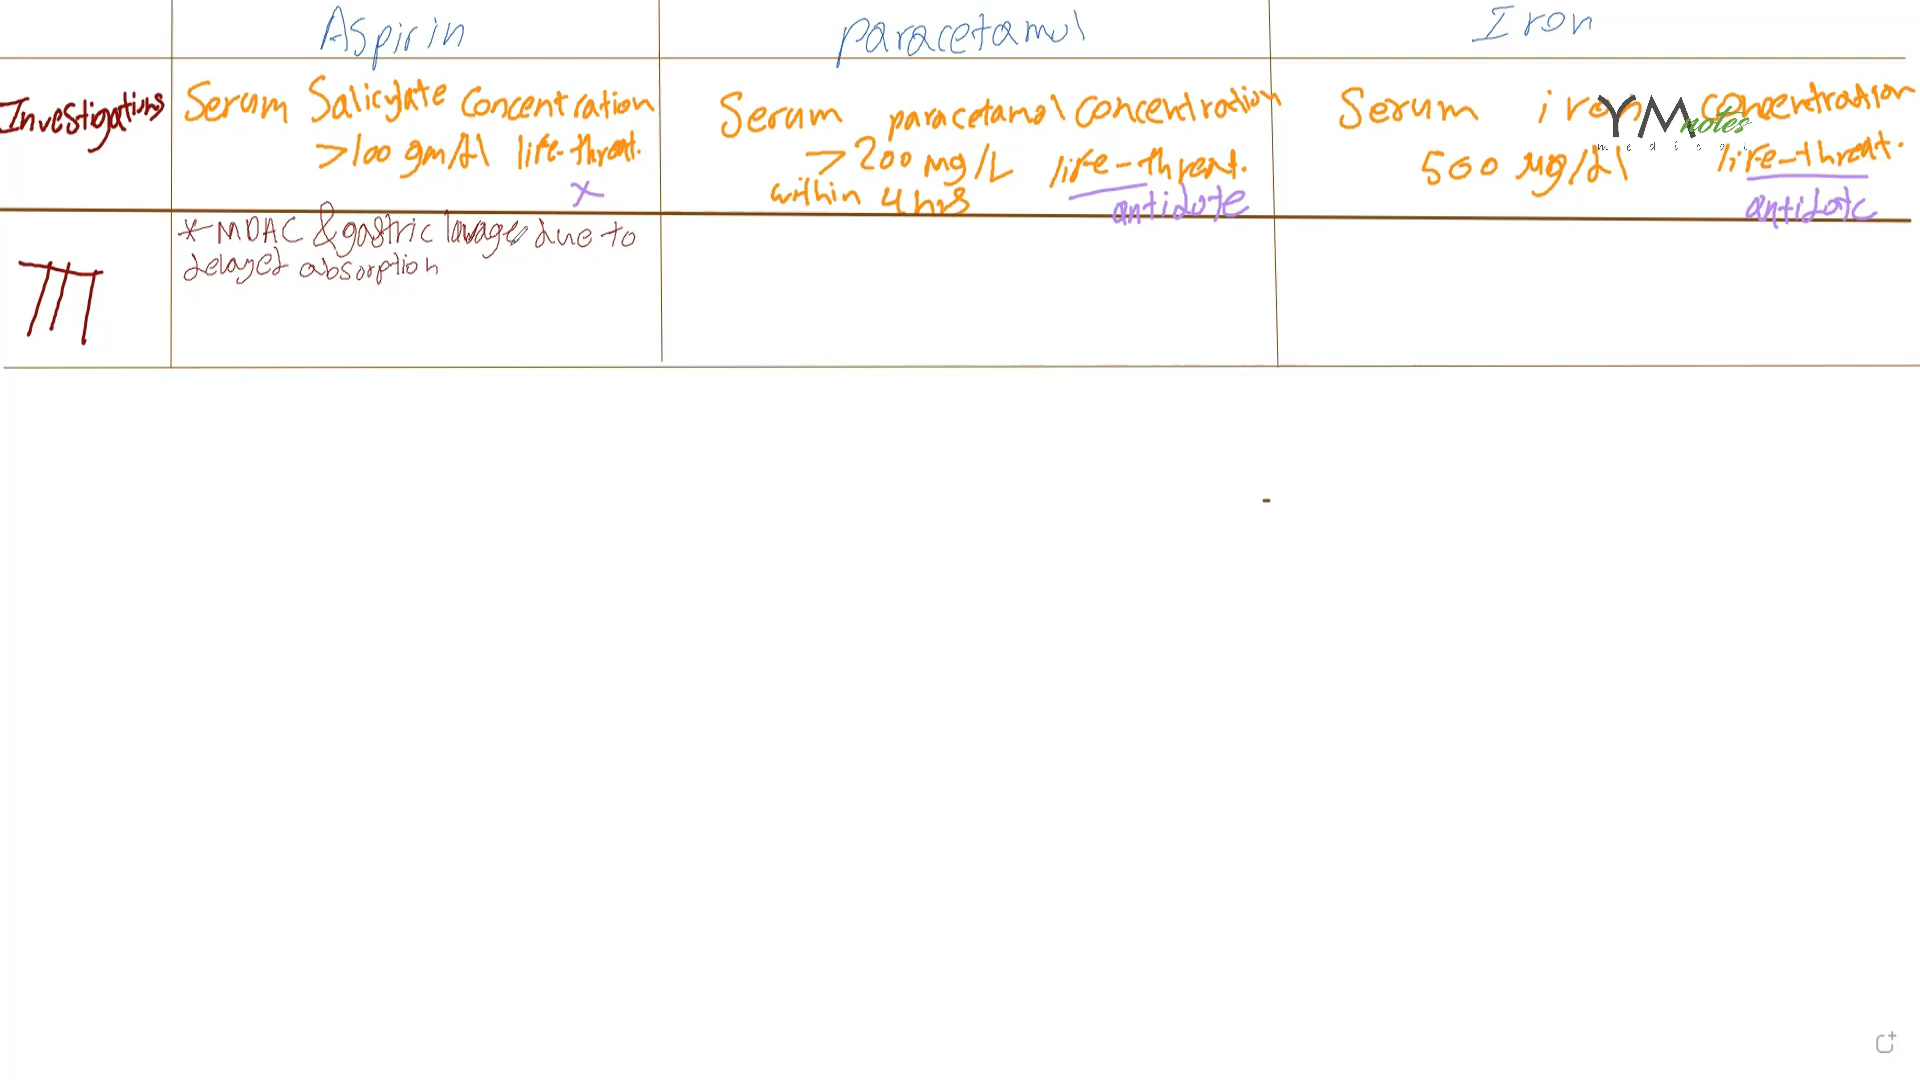 Aspirin paracetamol Iron
Investigations
Serum Salicylate Concentration
>100 gm/dl life-threat.
x
Serum paracetamol concentration
>200 mg/L life-threat.
within 4 hrs antidote
Serum iron concentration
500 µg/dl life-threat.
antidote
YM notes
medical
TTT
* MDAC & gastric lavage due to
delayed absorption